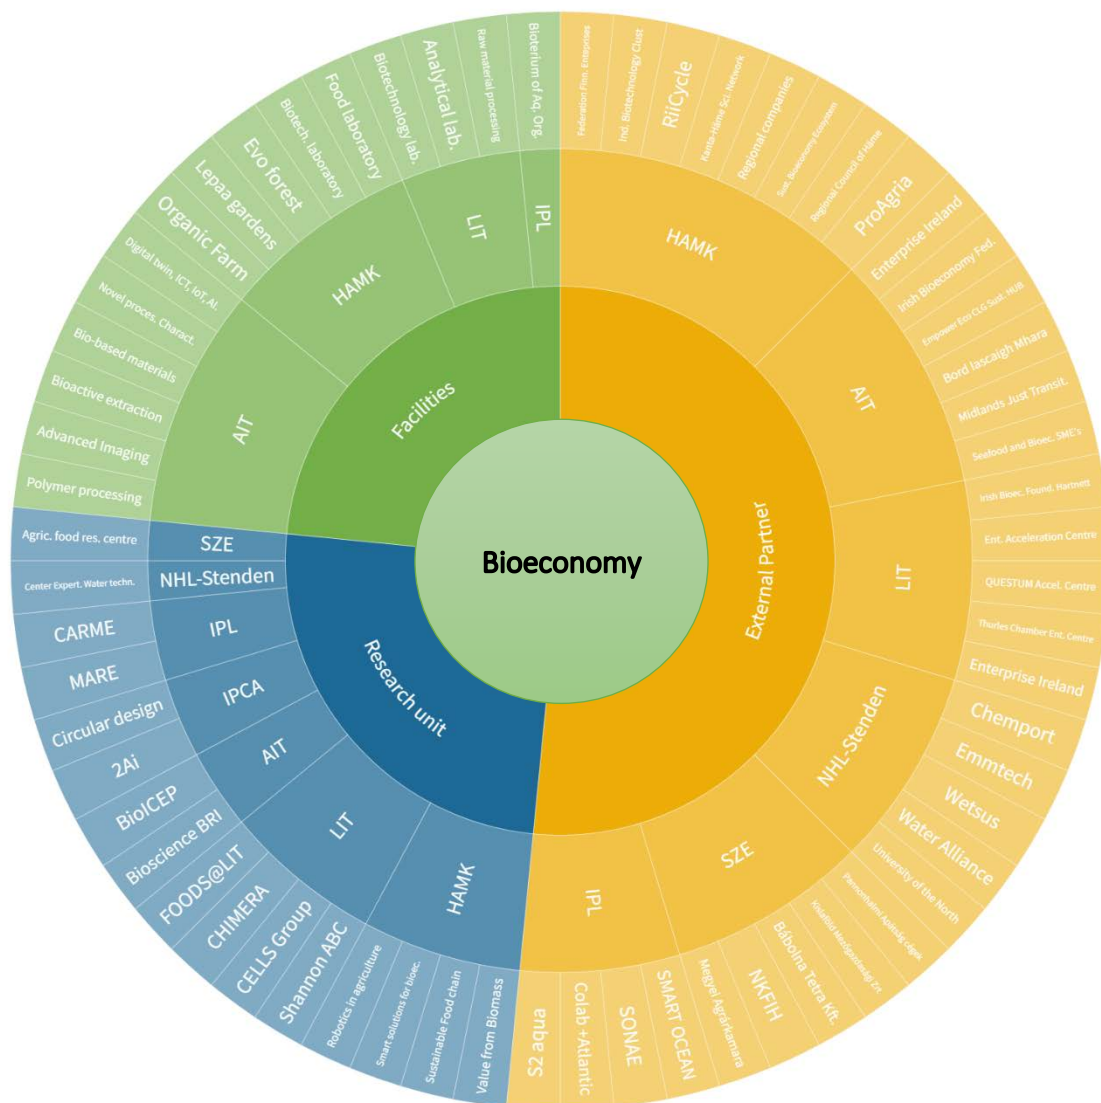 Bioeconomy
External Partner
HAMK
Federation Finn. Enteprises
Ind. Biotechnology Clust
RiiCycle
Kanta-Häme Sci. Network
Regional companies
Sust. Bioeconomy Ecosystem
Regional Council of Häme
ProAgria
AIT
Enterprise Ireland
Irish Bioeconomy Fed.
Empower Eco CLG Sust. HUB
Bord Iascaigh Mhara
Midlands Just Transit.
Seafood and Bioec. SME's
LIT
Irish Bioec. Found. Hartnett
Ent. Acceleration Centre
QUESTUM Accel. Centre
Thurles Chamber Ent. Centre
Enterprise Ireland
NHL-Stenden
Chemport
Emmtech
Wetsus
Water Alliance
University of the North
SZE
Pannonhalmi Apátság cégek
Kisalföld Mezőgazdasági Zrt
Bábolna Tetra Kft.
NKFIH
Megyei Agrárkamara
IPL
SMART OCEAN
SONAE
Colab +Atlantic
S2 aqua
Research unit
HAMK
Value from Biomass
Sustainable Food chain
Smart solutions for bioec.
Robotics in agriculture
LIT
Shannon ABC
CELLS Group
CHIMERA
FOODS@LIT
AIT
Bioscience BRI
BioICEP
IPCA
2Ai
Circular design
IPL
MARE
CARME
NHL-Stenden
Center Expert. Water techn.
SZE
Agric. food res. centre
Facilities
AIT
Polymer processing
Advanced Imaging
Bioactive extraction
Bio-based materials
Novel proces. Charact.
Digital twin, ICT, IoT, AI.
HAMK
Organic Farm
Lepaa gardens
Evo forest
Biotech. laboratory
Food laboratory
LIT
Biotechnology lab.
Analytical lab.
Raw material processing
IPL
Bioterium of Aq. Org.